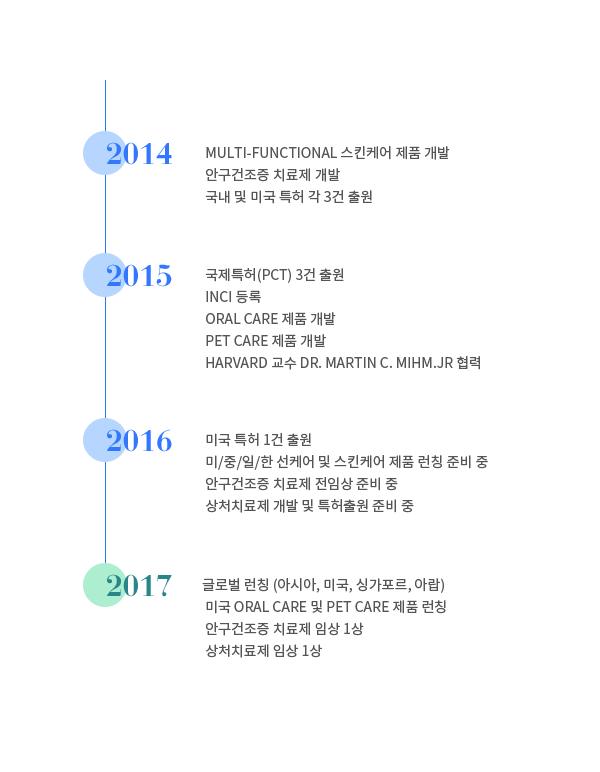 2014
MULTI-FUNCTIONAL 스킨케어 제품 개발
안구건조증 치료제 개발
국내 및 미국 특허 각 3건 출원
2015
국제특허(PCT) 3건 출원
INCI 등록
ORAL CARE 제품 개발
PET CARE 제품 개발
HARVARD 교수 DR. MARTIN C. MIHM.JR 협력
2016
미국 특허 1건 출원
미/중/일/한 선케어 및 스킨케어 제품 런칭 준비 중
안구건조증 치료제 전임상 준비 중
상처치료제 개발 및 특허출원 준비 중
2017
글로벌 런칭 (아시아, 미국, 싱가포르, 아랍)
미국 ORAL CARE 및 PET CARE 제품 런칭
안구건조증 치료제 임상 1상
상처치료제 임상 1상